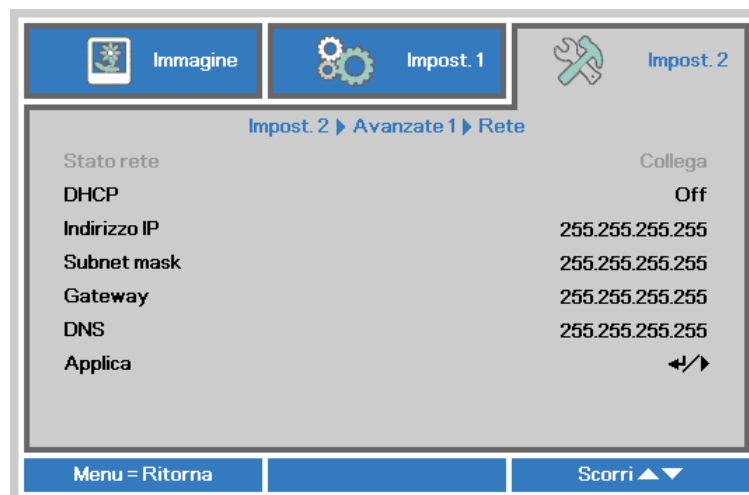 Immagine
Impost. 1
Impost. 2
Impost. 2 ▶ Avanzate 1 ▶ Rete
Stato rete Collega
DHCP Off
Indirizzo IP 255.255.255.255
Subnet mask 255.255.255.255
Gateway 255.255.255.255
DNS 255.255.255.255
Applica ↵/▶
Menu = Ritorna
Scorri ▲▼